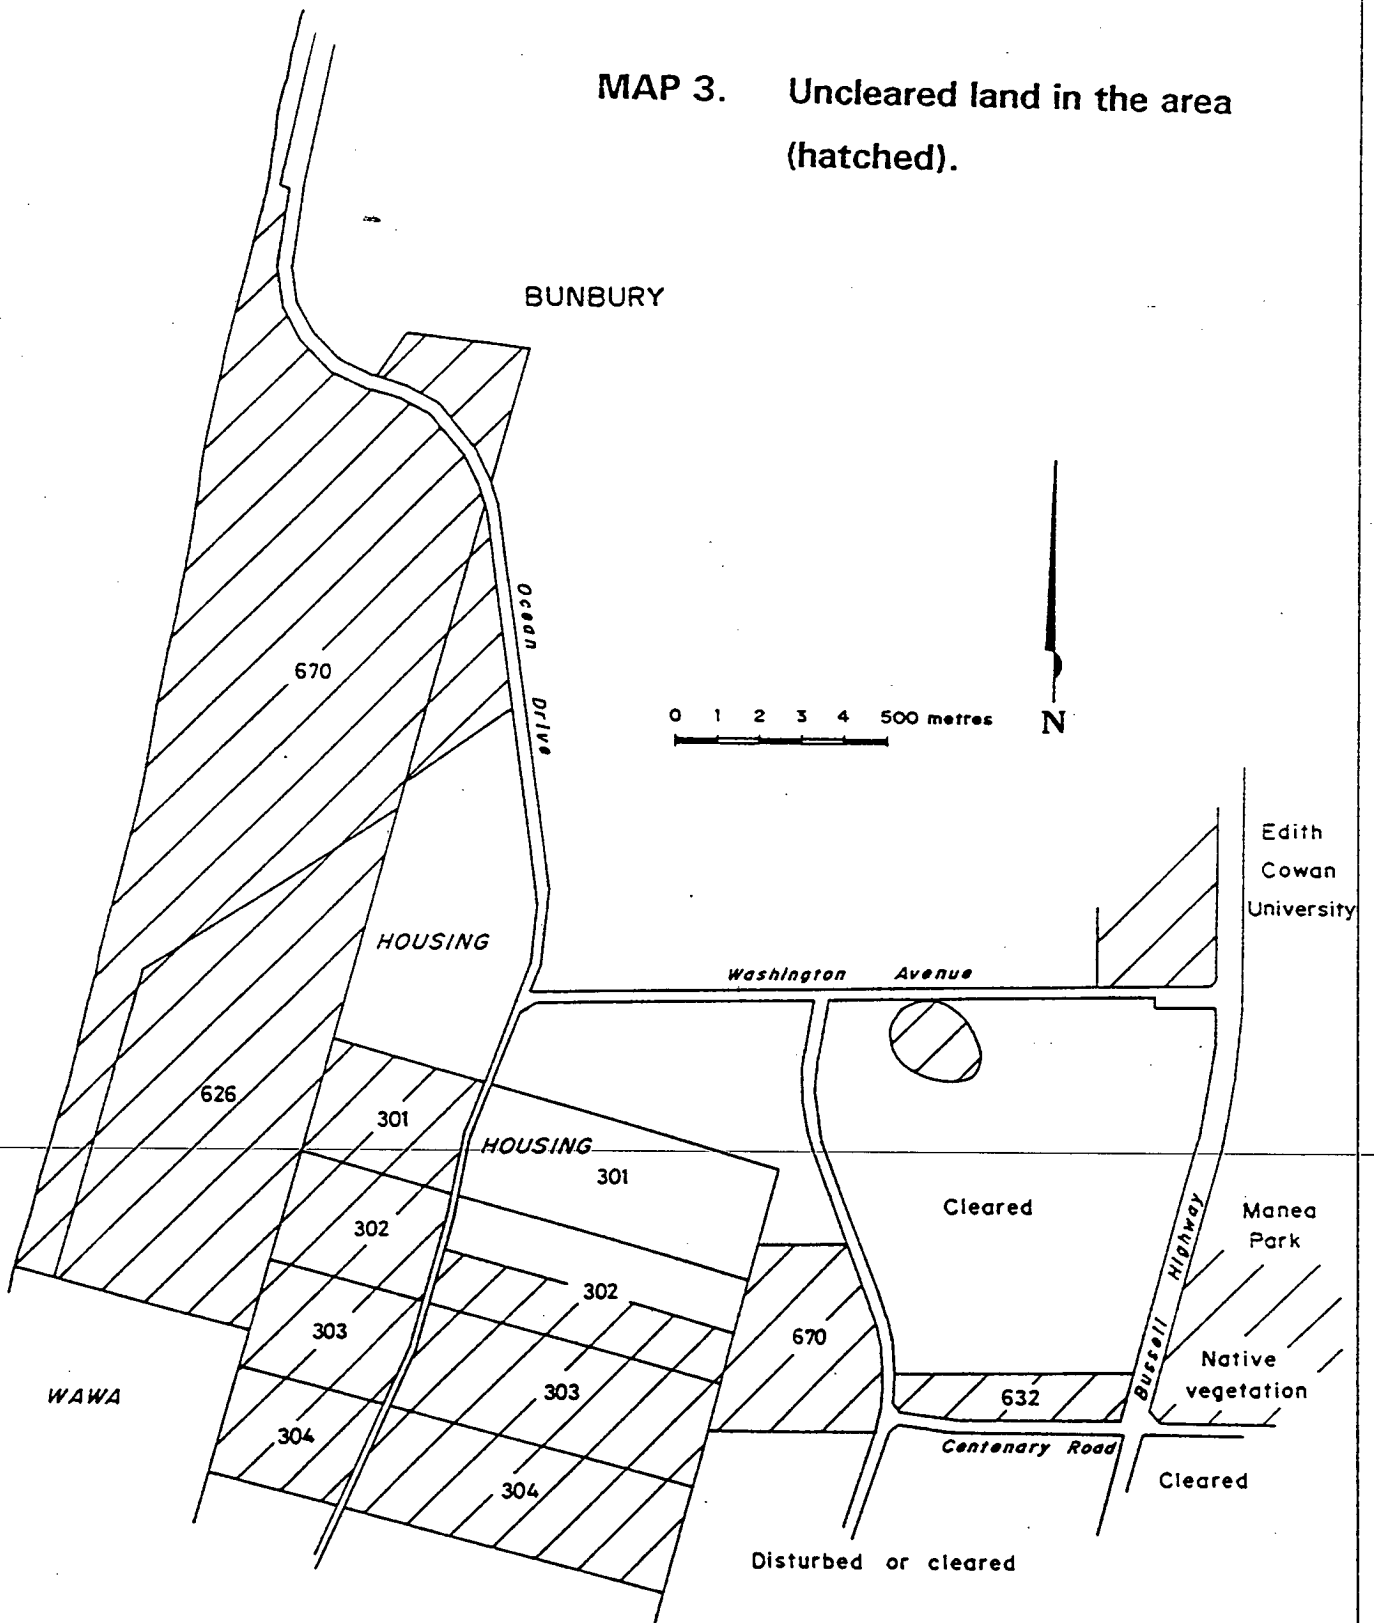 MAP 3. Uncleared land in the area
(hatched).
BUNBURY
Ocean Drive
670
0 1 2 3 4 500 metres
N
Edith
Cowan
University
HOUSING
Washington Avenue
626
301
HOUSING
301
302
302
303
303
304
304
670
632
Cleared
Bussell Highway
Manea
Park
Native
vegetation
WAWA
Centenary Road
Cleared
Disturbed or cleared